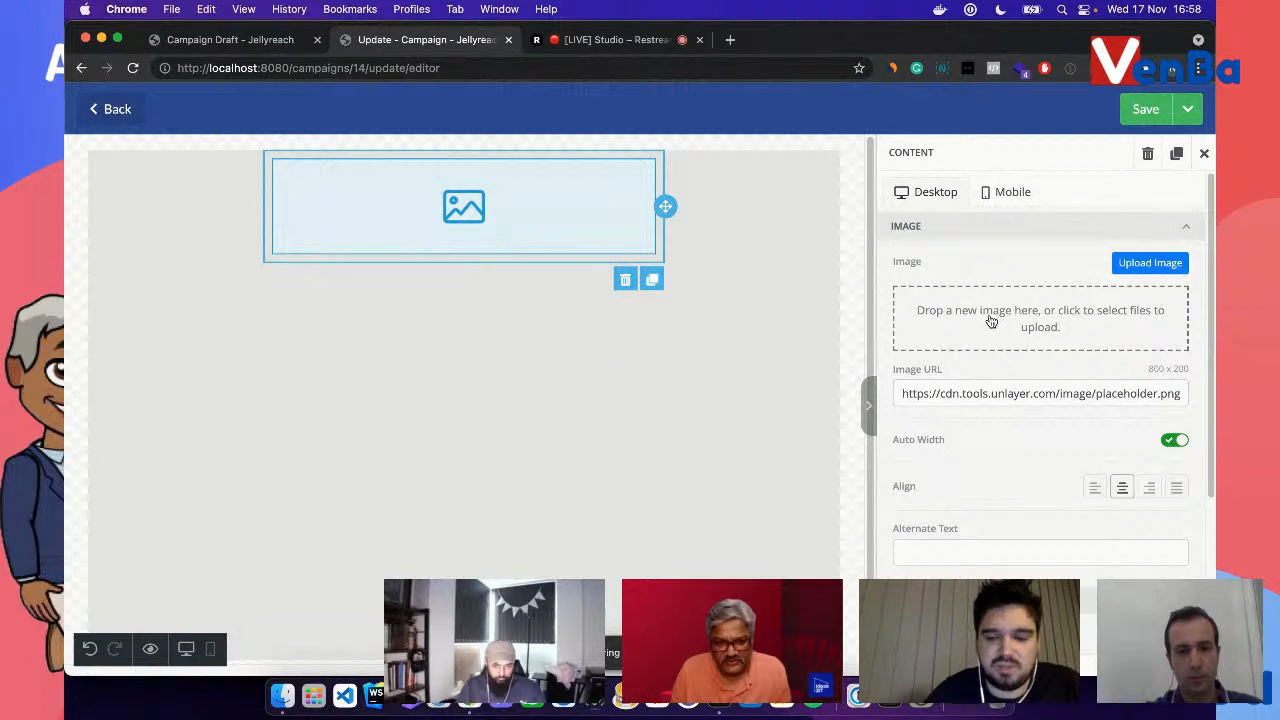 Chrome File Edit View History Bookmarks Profiles Tab Window Help Wed 17 Nov 16:58
Campaign Draft - Jellyreach
Update - Campaign - Jellyreac
[LIVE] Studio – Restrea
http://localhost:8080/campaigns/14/update/editor
VenBa
Back
Save
CONTENT
Desktop
Mobile
IMAGE
Image
Upload Image
Drop a new image here, or click to select files to
upload.
Image URL
800 x 200
https://cdn.tools.unlayer.com/image/placeholder.png
Auto Width
Align
Alternate Text
ideas